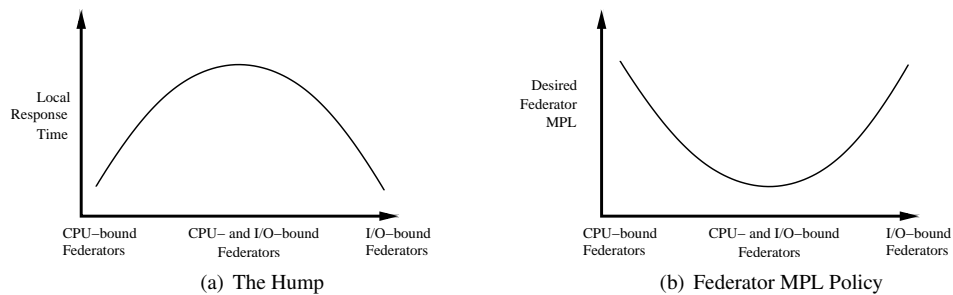 Local
Response
Time
CPU–bound
Federators
CPU– and I/O–bound
Federators
I/O–bound
Federators
(a) The Hump
Desired
Federator
MPL
CPU–bound
Federators
CPU– and I/O–bound
Federators
I/O–bound
Federators
(b) Federator MPL Policy